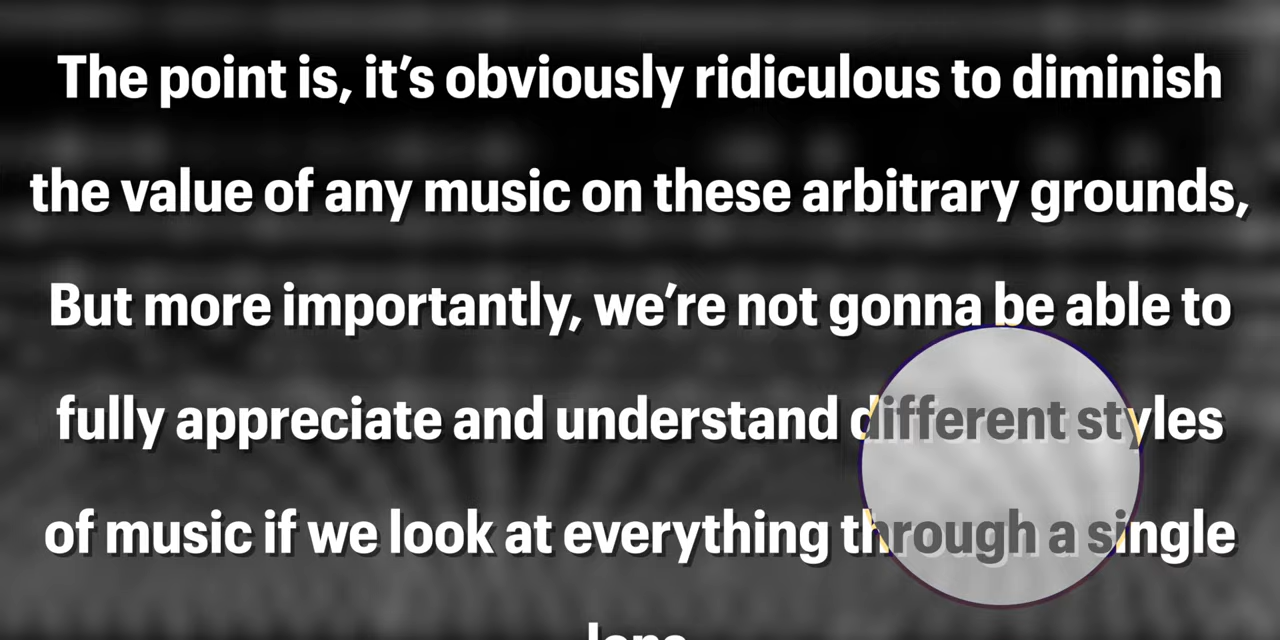 The point is, it’s obviously ridiculous to diminish
the value of any music on these arbitrary grounds,
But more importantly, we’re not gonna be able to
fully appreciate and understand different styles
of music if we look at everything through a single